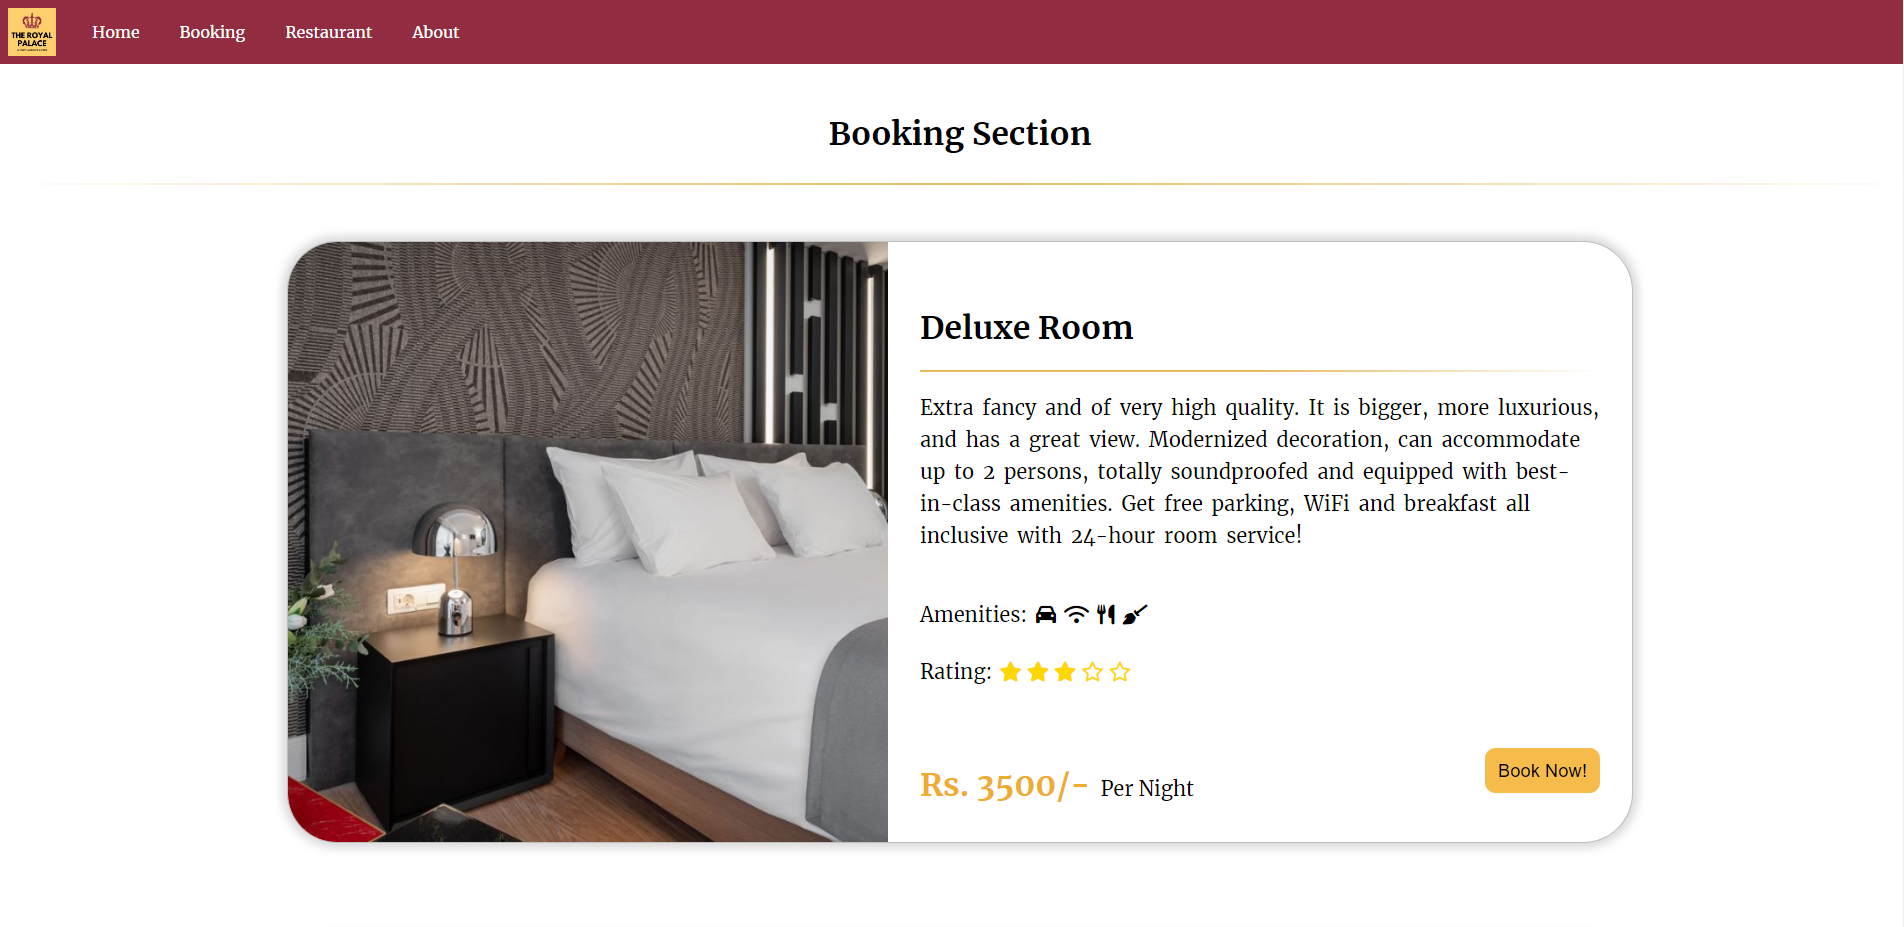 THE ROYAL
PALACE
Home Booking Restaurant About
Booking Section
Deluxe Room
Extra fancy and of very high quality. It is bigger, more luxurious,
and has a great view. Modernized decoration, can accommodate
up to 2 persons, totally soundproofed and equipped with best-
in-class amenities. Get free parking, WiFi and breakfast all
inclusive with 24-hour room service!
Amenities:
Rating:
Rs. 3500/- Per Night
Book Now!